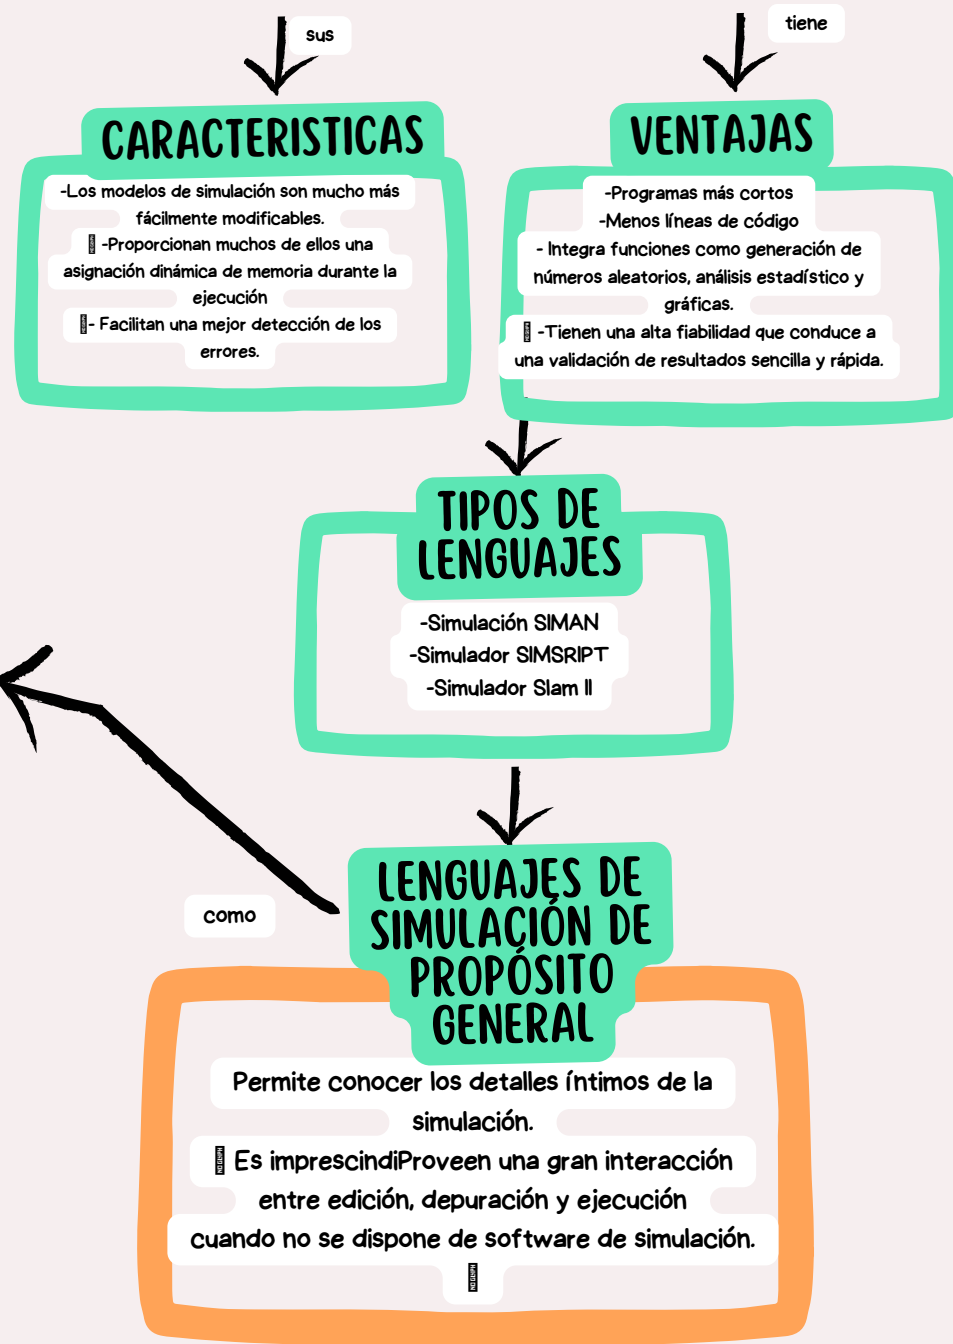 sus
tiene
CARACTERISTICAS
-Los modelos de simulación son mucho más
fácilmente modificables.
-Proporcionan muchos de ellos una
asignación dinámica de memoria durante la
ejecución
- Facilitan una mejor detección de los
errores.
VENTAJAS
-Programas más cortos
-Menos líneas de código
- Integra funciones como generación de
números aleatorios, análisis estadístico y
gráficas.
-Tienen una alta fiabilidad que conduce a
una validación de resultados sencilla y rápida.
TIPOS DE
LENGUAJES
-Simulación SIMAN
-Simulador SIMSRIPT
-Simulador Slam II
como
LENGUAJES DE
SIMULACIÓN DE
PROPÓSITO
GENERAL
Permite conocer los detalles íntimos de la
simulación.
Es imprescindiProveen una gran interacción
entre edición, depuración y ejecución
cuando no se dispone de software de simulación.